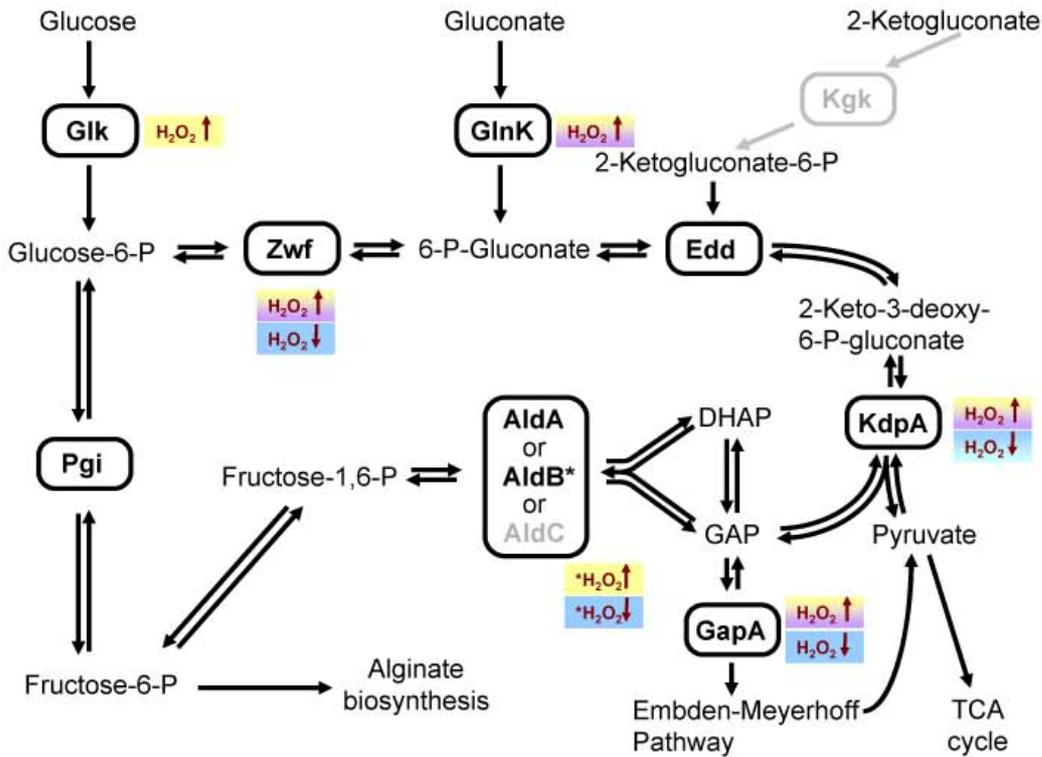 Glucose
Gluconate
2-Ketogluconate
Kgk
Glk
H₂O₂ ↑
GlnK
H₂O₂ ↑
2-Ketogluconate-6-P
Glucose-6-P
Zwf
6-P-Gluconate
Edd
H₂O₂ ↑
H₂O₂ ↓
2-Keto-3-deoxy-
6-P-gluconate
AldA
or
AldB*
or
AldC
DHAP
KdpA
H₂O₂ ↑
H₂O₂ ↓
Pgi
Fructose-1,6-P
GAP
Pyruvate
*H₂O₂↑
*H₂O₂↓
GapA
H₂O₂ ↑
H₂O₂ ↓
Fructose-6-P
Alginate
biosynthesis
Embden-Meyerhoff
Pathway
TCA
cycle